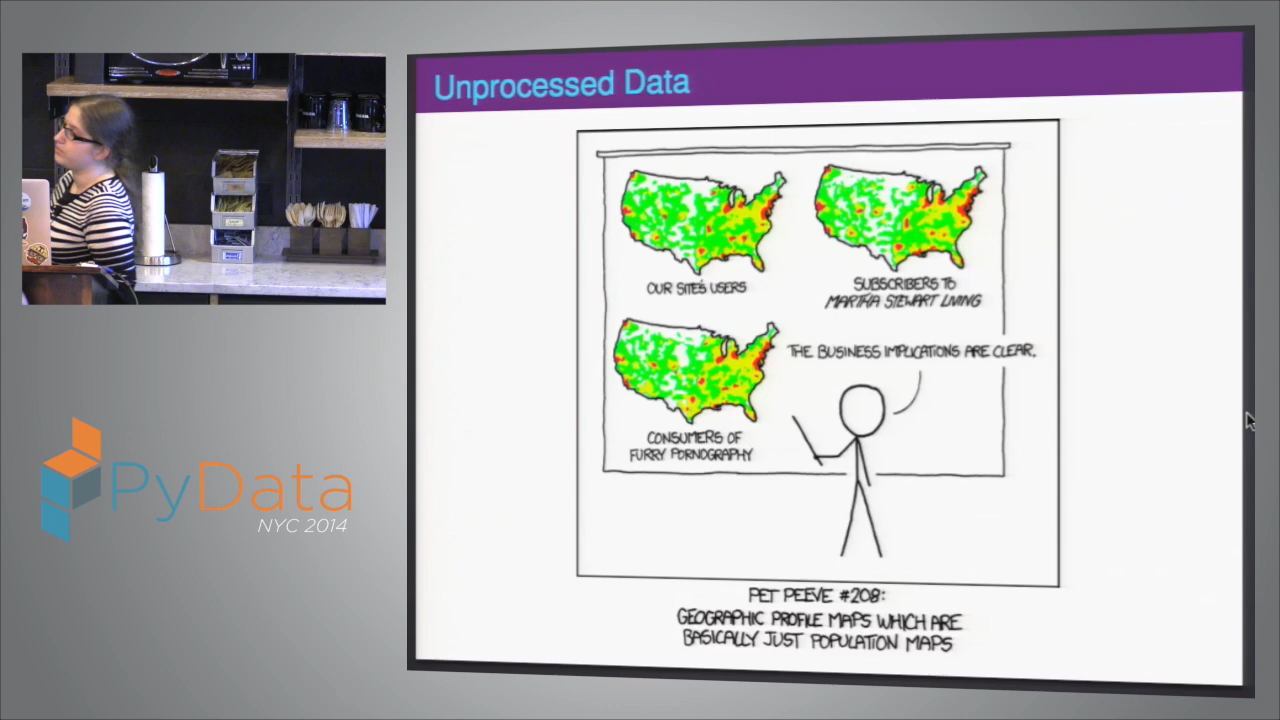 Unprocessed Data
OUR SITE'S USERS
SUBSCRIBERS TO
MARTHA STEWART LIVING
THE BUSINESS IMPLICATIONS ARE CLEAR.
CONSUMERS OF
FURRY PORNOGRAPHY
PET PEEVE #208:
GEOGRAPHIC PROFILE MAPS WHICH ARE
BASICALLY JUST POPULATION MAPS
PyData
NYC 2014